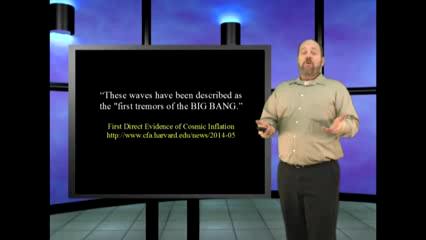 “These waves have been described as
the "first tremors of the BIG BANG.”
First Direct Evidence of Cosmic Inflation
http://www.cfa.harvard.edu/news/2014-05